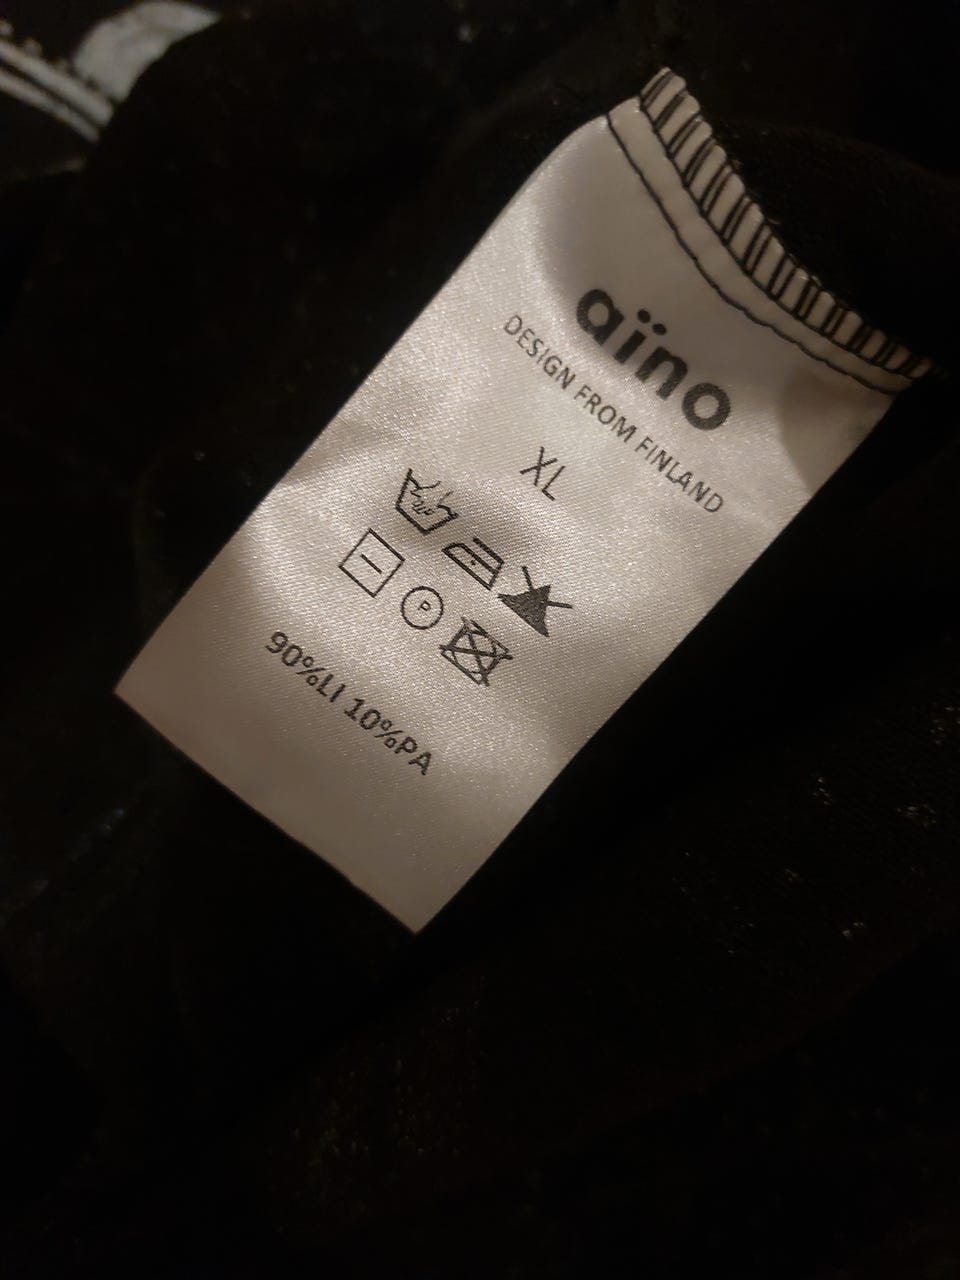 aïno
DESIGN FROM FINLAND
XL
P
90%LI 10%PA